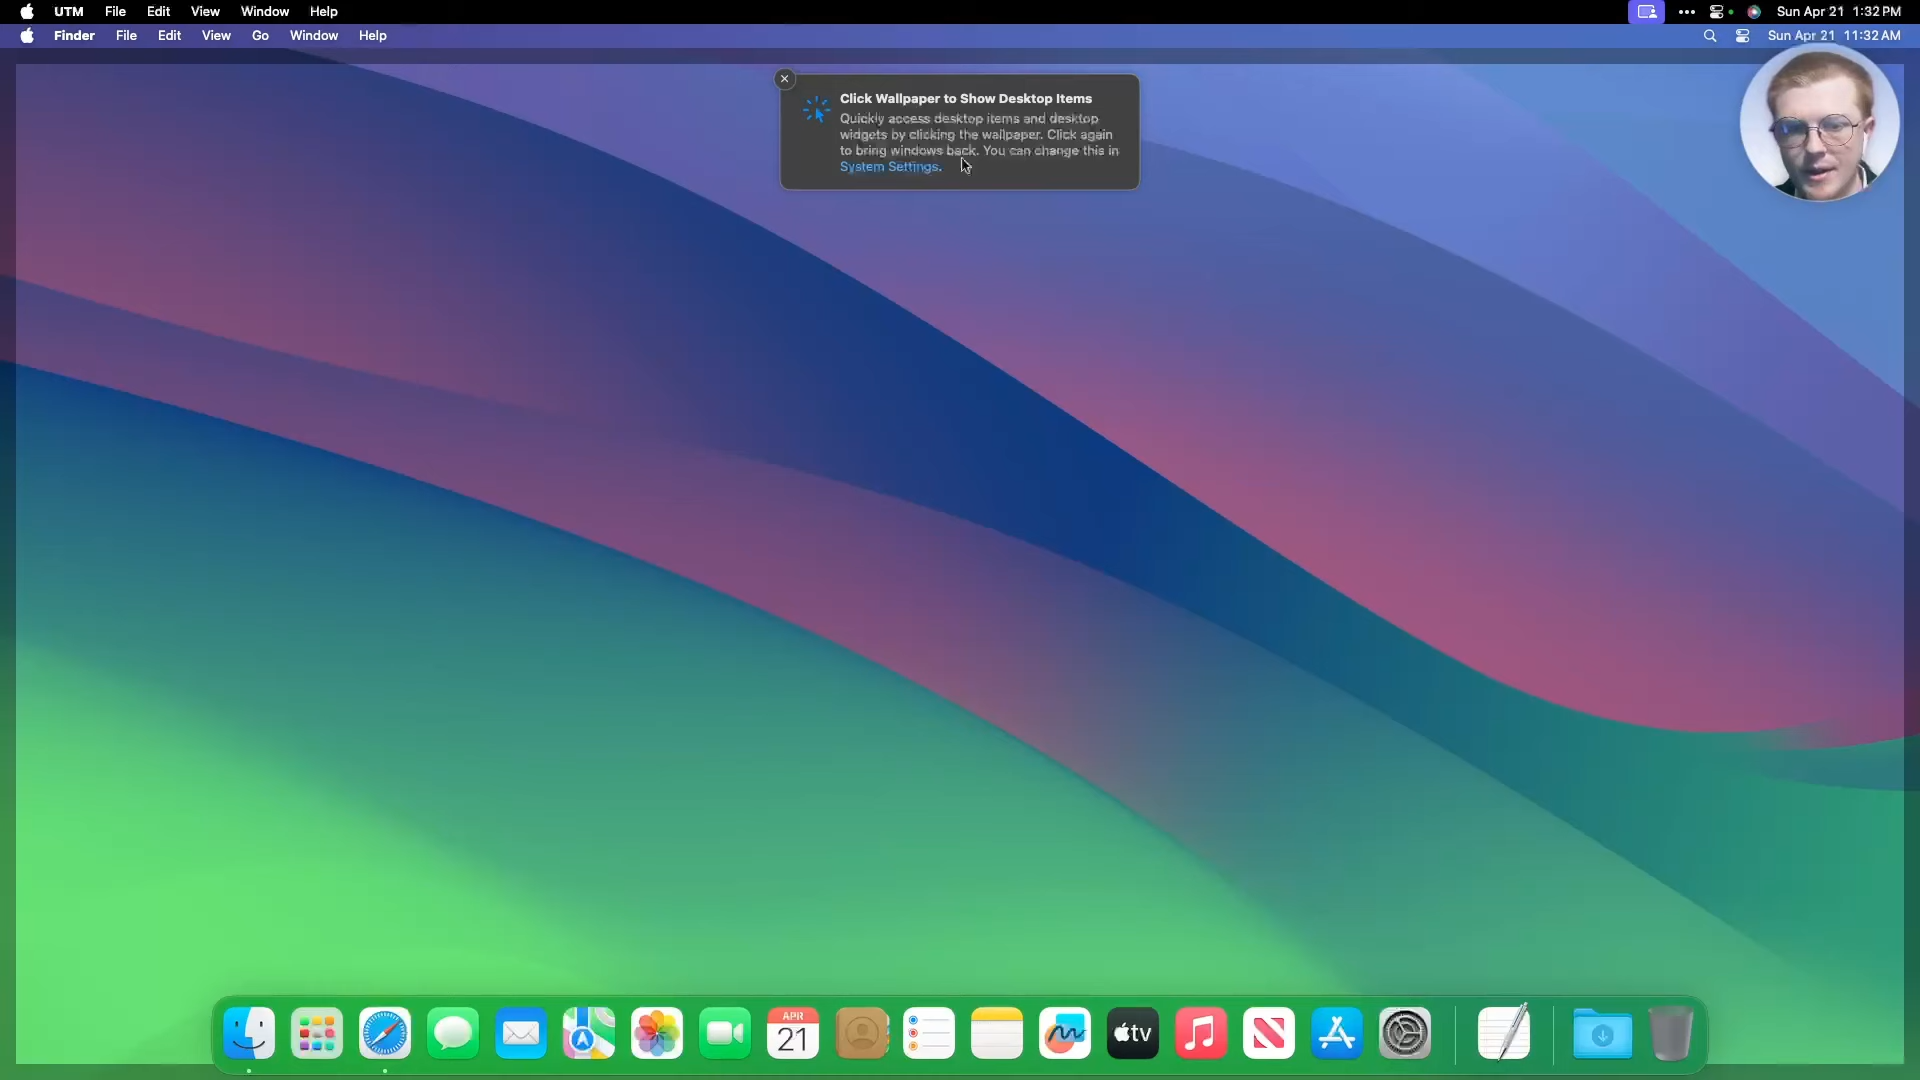 UTM File Edit View Window Help
Sun Apr 21 1:32 PM
Finder File Edit View Go Window Help
Sun Apr 21 11:32 AM
Click Wallpaper to Show Desktop Items
Quickly access desktop items and desktop
widgets by clicking the wallpaper. Click again
to bring windows back. You can change this in
System Settings.
APR
21
tv